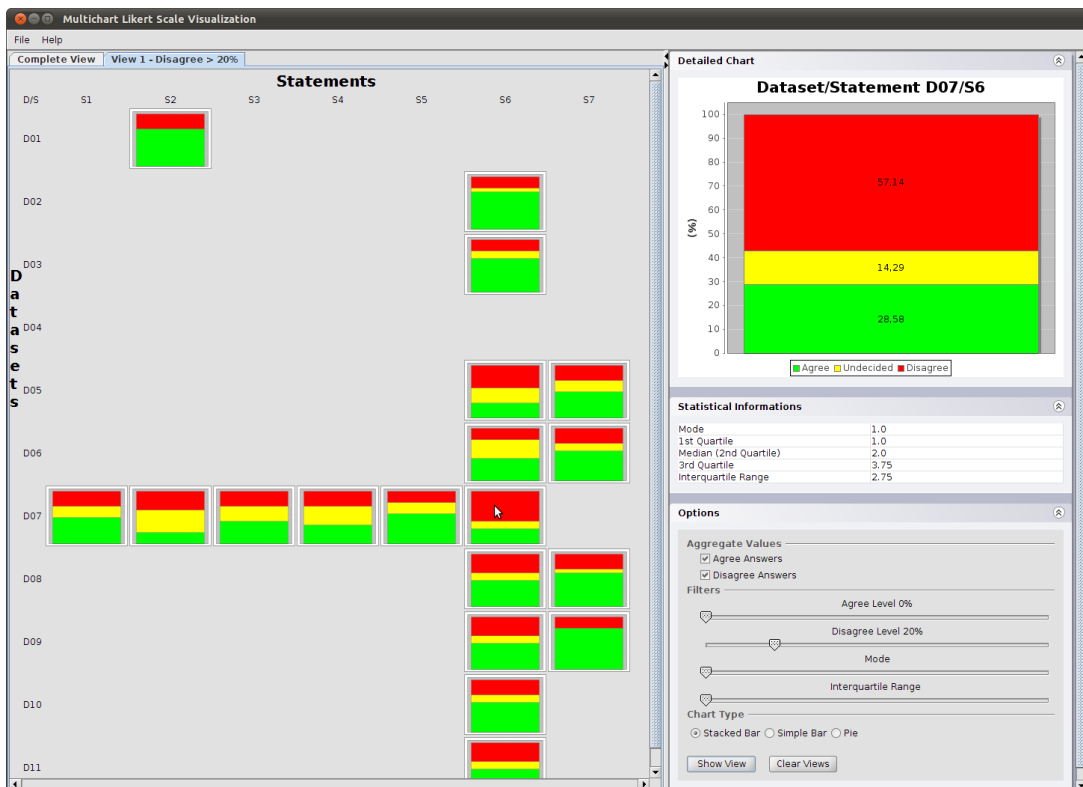 Multichart Likert Scale Visualization
File Help
Complete View View 1 - Disagree > 20%
Statements
D/S S1 S2 S3 S4 S5 S6 S7
D01
D02
D03
Datasets
D04
D05
D06
D07
D08
D09
D10
D11
Detailed Chart
Dataset/Statement D07/S6
100
90
80
70
60
50
40
30
20
10
0
(%)
57,14
14,29
28,58
Agree Undecided Disagree
Statistical Informations
Mode 1.0
1st Quartile 1.0
Median (2nd Quartile) 2.0
3rd Quartile 3.75
Interquartile Range 2.75
Options
Aggregate Values
Agree Answers
Disagree Answers
Filters
Agree Level 0%
Disagree Level 20%
Mode
Interquartile Range
Chart Type
Stacked Bar Simple Bar Pie
Show View Clear Views